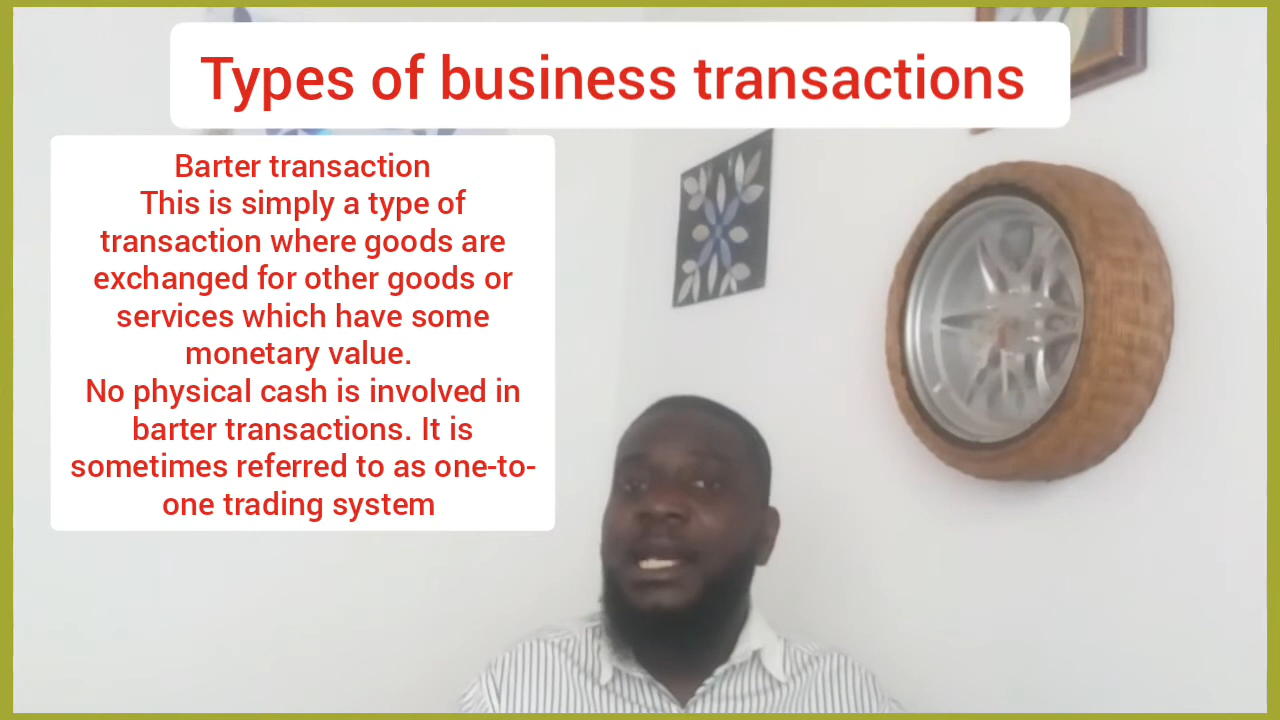 Types of business transactions
Barter transaction
This is simply a type of
transaction where goods are
exchanged for other goods or
services which have some
monetary value.
No physical cash is involved in
barter transactions. It is
sometimes referred to as one-to-
one trading system